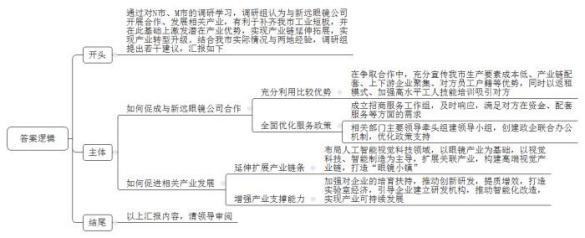 通过对N市、M市的调研学习，调研组认为与新远眼镜公司
开展合作、发展相关产业，有利于补齐我市工业短板，并
在此基础上激发潜在产业优势，实现产业链延伸拓展，实
现产业转型升级。结合我市实际情况与两地经验，调研组
提出若干建议，汇报如下
开头
答案逻辑
主体
如何促成与新远眼镜公司合作
充分利用比较优势
在争取合作中，充分宣传我市生产要素成本低、产业链配
套、上下游企业聚集、对方员工户籍等优势，同时以返租
模式、加强高水平工人技能培训吸引对方
全面优化服务政策
成立招商服务工作组，及时响应，满足对方在资金、配套
服务等方面的需求
相关部门主要领导牵头组建领导小组，创建政企联合办公
机制，优化政策支持
如何促进相关产业发展
延伸扩展产业链条
布局人工智能视觉科技领域，以眼镜产业为基础，以视觉
科技、智能制造为主导，扩展关联产业，构建高端视觉产
业链，打造“眼镜小镇”
增强产业支撑能力
加强对企业的培育扶持，推动创新研发，提质增效，打造
实验室经济，引导企业建立研发机构，推动智能化改造，
实现产业可持续发展
结尾
以上汇报内容，请领导审阅